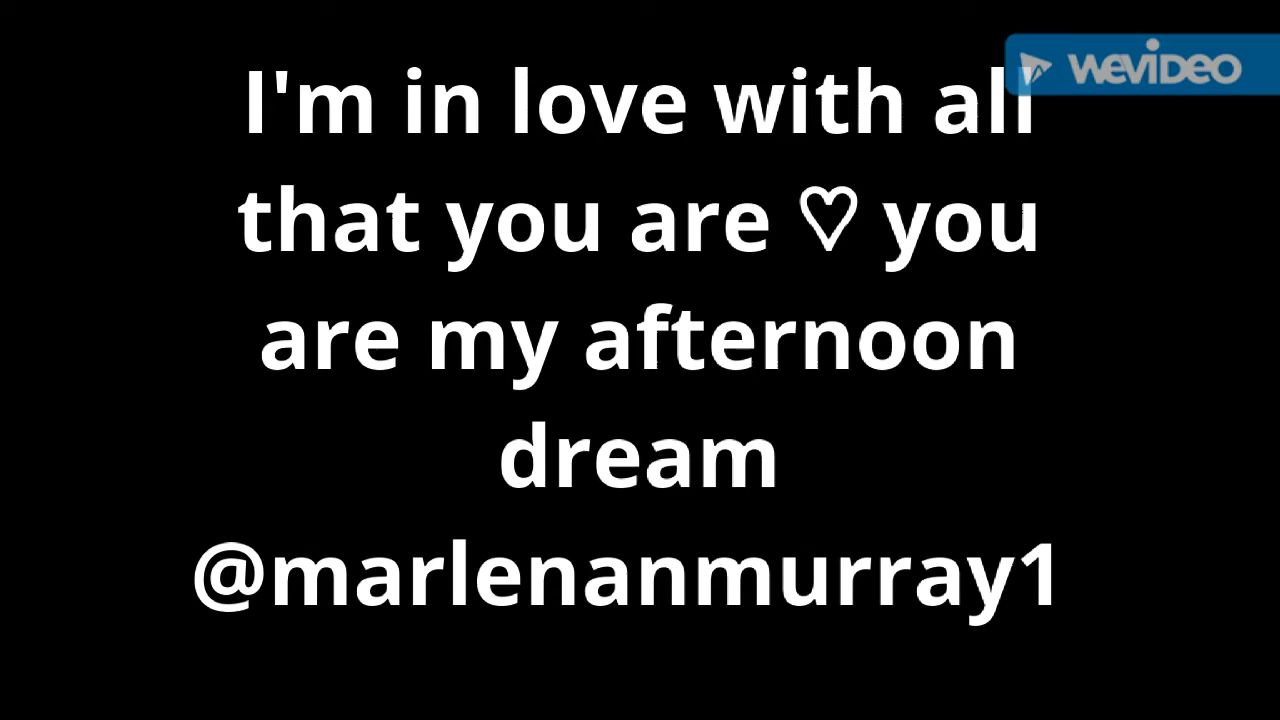 WEVIDEO
I'm in love with all
that you are ♡ you
are my afternoon
dream
@marlenanmurray1